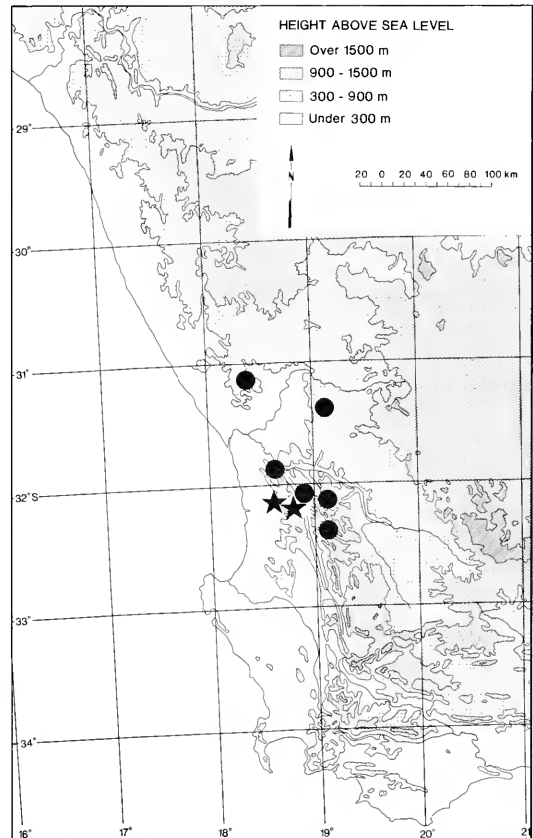 HEIGHT ABOVE SEA LEVEL
Over 1500 m
900 - 1500 m
300 - 900 m
Under 300 m
20 0 20 40 60 80 100 km
29°
30°
31°
32°S
33°
34°
16° 17° 18° 19° 20° 21°